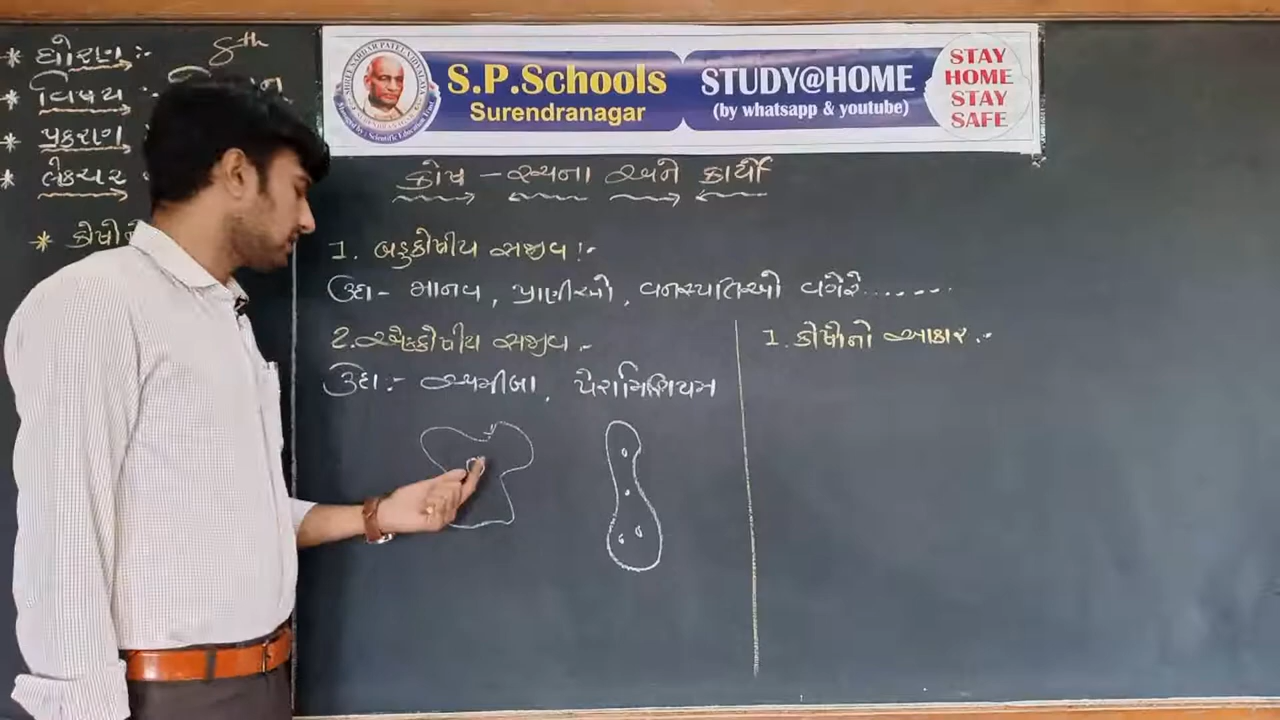 * ધોરણ :- 8th
* વિષય :-
* પ્રકરણ
* લેક્ચર
*
S.P.Schools
Surendranagar
STUDY@HOME
(by whatsapp & youtube)
STAY
HOME
STAY
SAFE
કોષ - રચના અને કાર્યો
1. બહુકોષીય સજીવ :-
ઉદા- માનવ, પ્રાણીઓ, વનસ્પતિઓ વગેરે.......
2. એકકોષીય સજીવ :-
ઉદા :- અમીબા, પેરામિશિયમ
1. કોષોનો આકાર :-